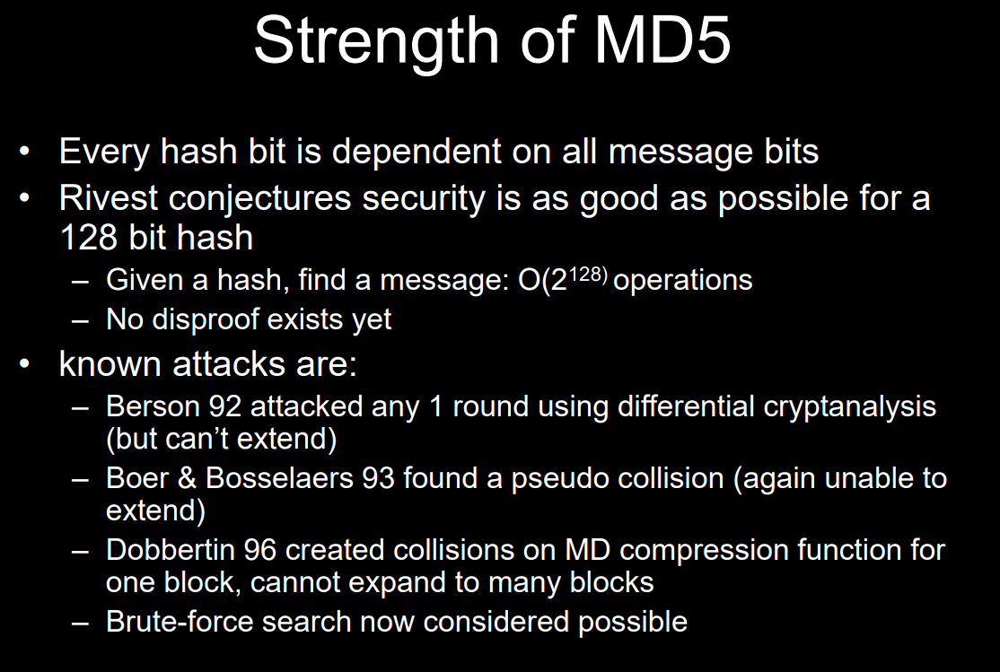 Strength of MD5
• Every hash bit is dependent on all message bits
• Rivest conjectures security is as good as possible for a
128 bit hash
– Given a hash, find a message: O(2¹²⁸⁾ operations
– No disproof exists yet
• known attacks are:
– Berson 92 attacked any 1 round using differential cryptanalysis
(but can’t extend)
– Boer & Bosselaers 93 found a pseudo collision (again unable to
extend)
– Dobbertin 96 created collisions on MD compression function for
one block, cannot expand to many blocks
– Brute-force search now considered possible